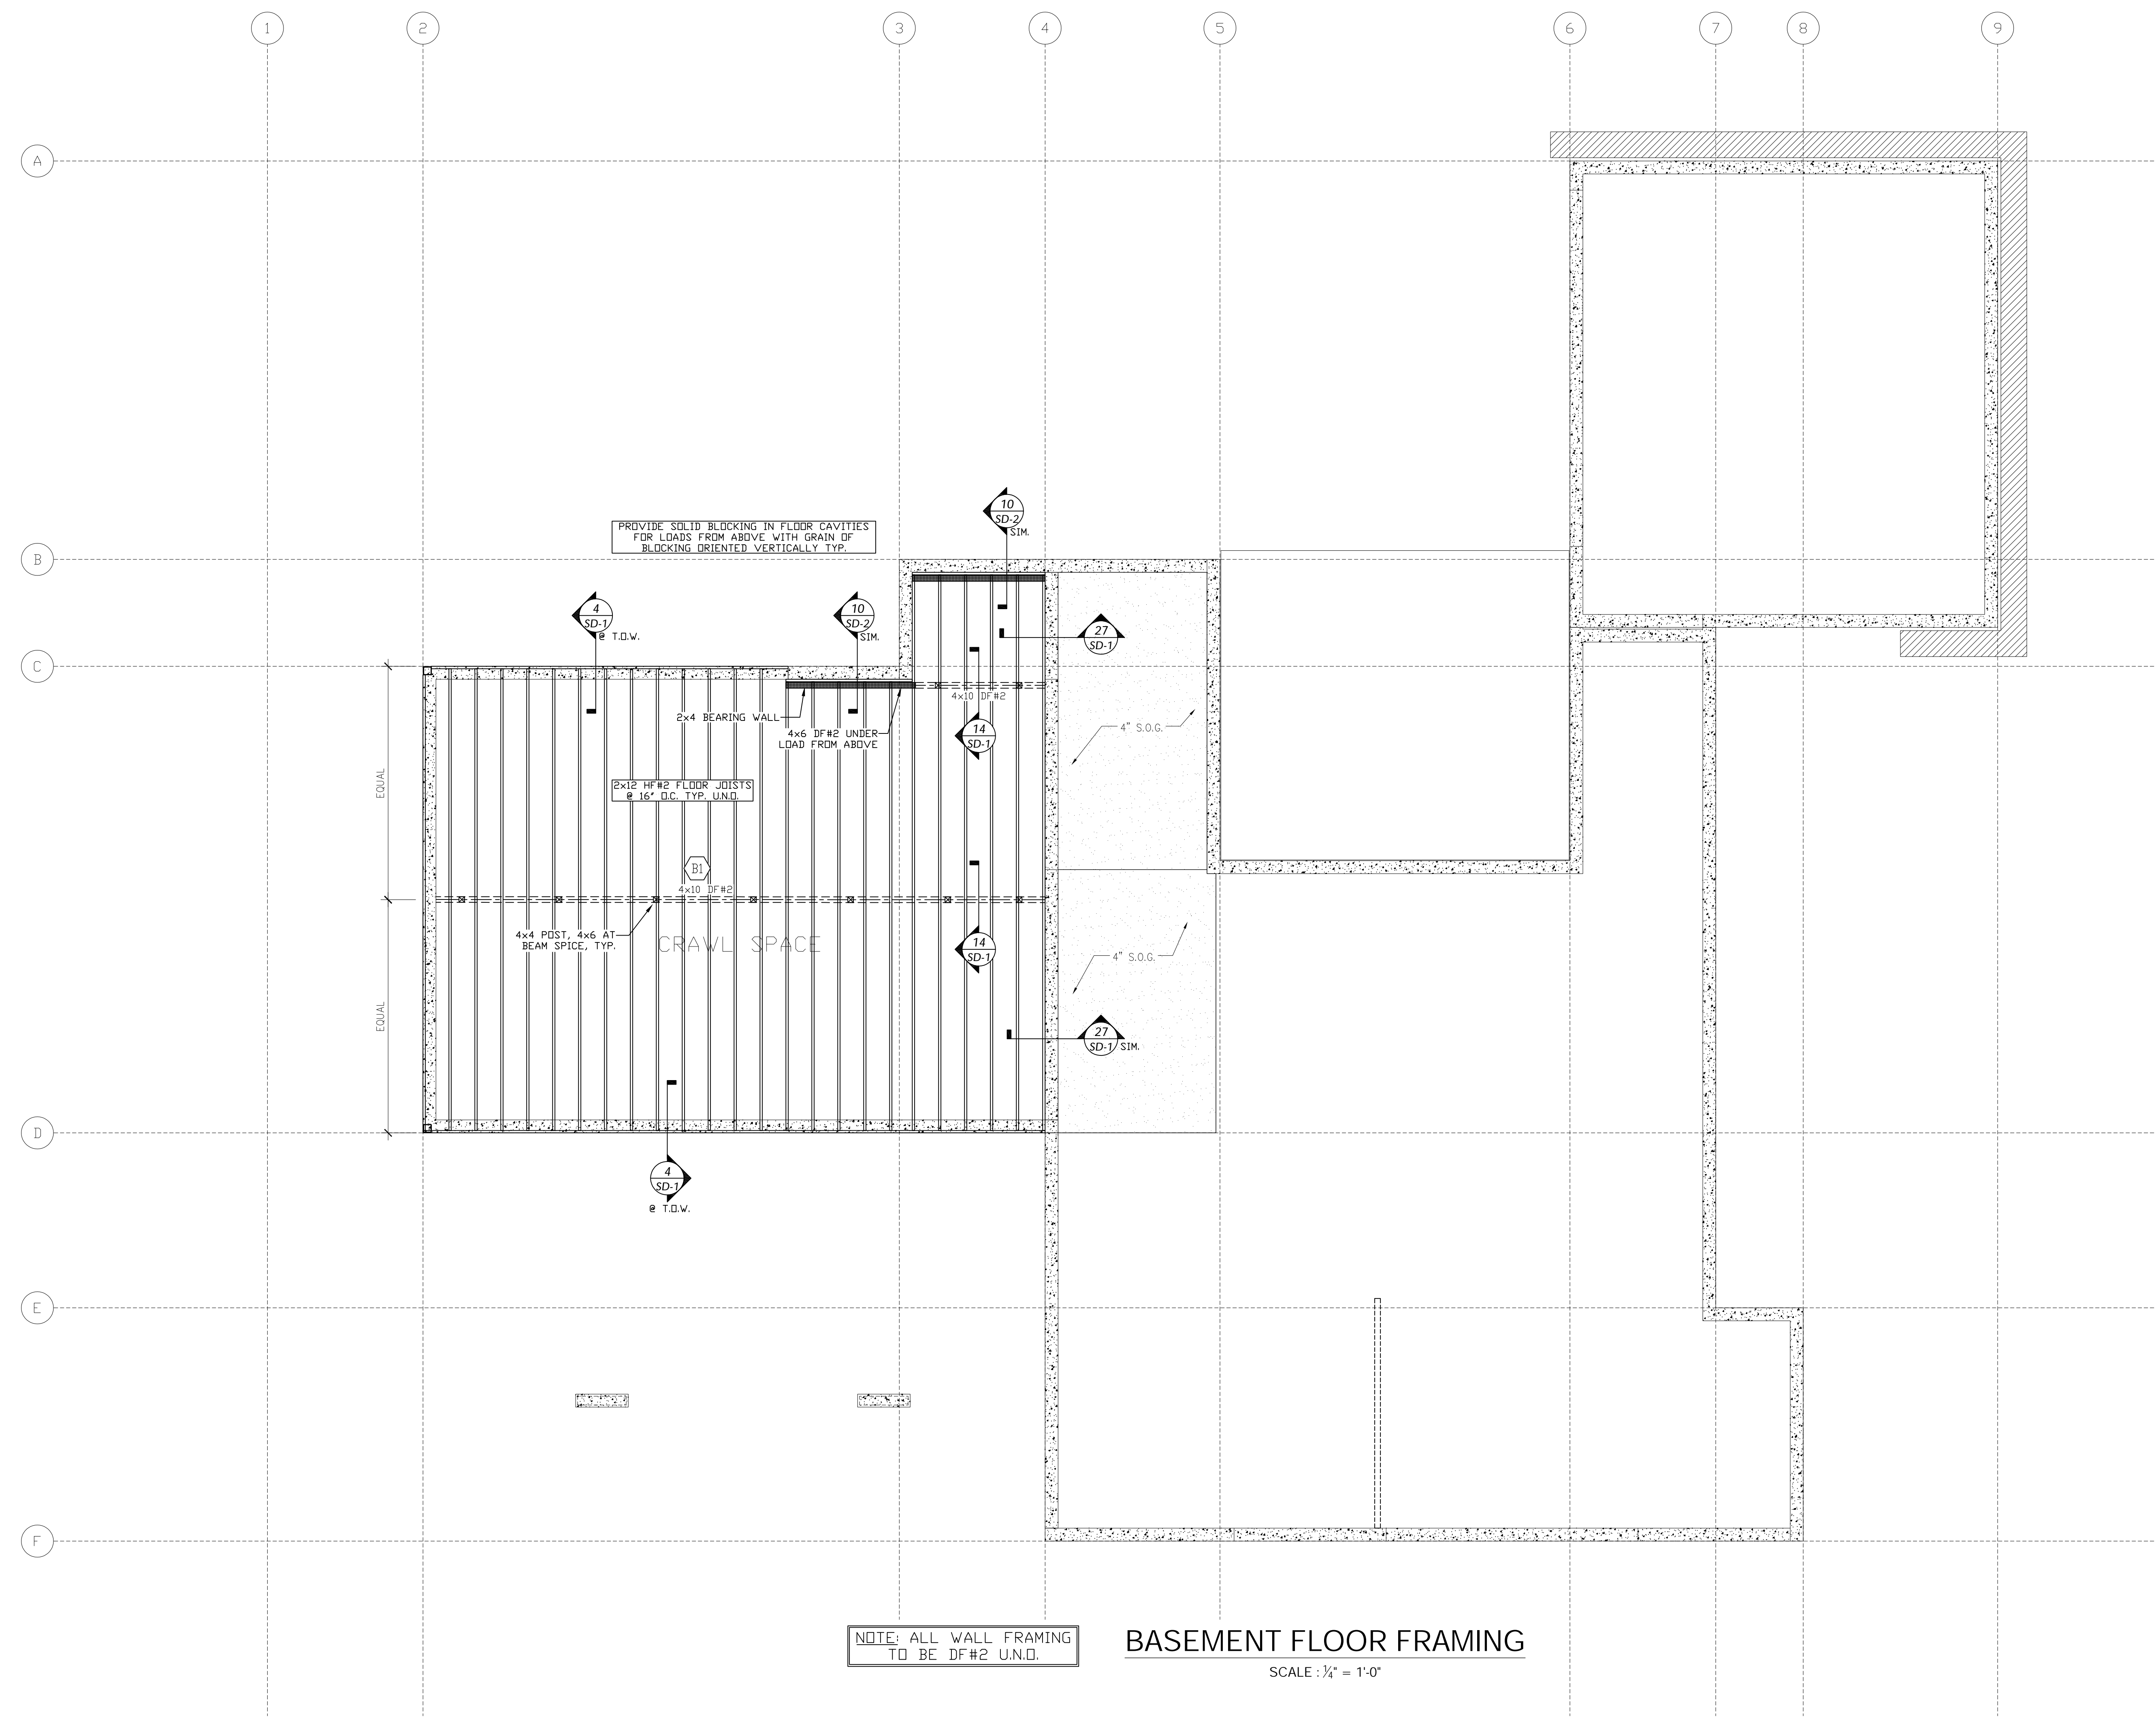 1
2
3
4
5
6
7
8
9
A
B
C
D
E
F
10
SD-2
SIM.
PROVIDE SOLID BLOCKING IN FLOOR CAVITIES
FOR LOADS FROM ABOVE WITH GRAIN OF
BLOCKING ORIENTED VERTICALLY TYP.
4
SD-1
@ T.O.W.
10
SD-2
SIM.
27
SD-1
4x10 DF#2
2x4 BEARING WALL
4x6 DF#2 UNDER
LOAD FROM ABOVE
14
SD-1
4" S.O.G.
EQUAL
2x12 HF#2 FLOOR JOISTS
@ 16" O.C. TYP. U.N.O.
B1
4x10 DF#2
4x4 POST, 4x6 AT
BEAM SPICE, TYP.
CRAWL SPACE
14
SD-1
4" S.O.G.
EQUAL
27
SD-1
SIM.
4
SD-1
@ T.O.W.
NOTE: ALL WALL FRAMING
TO BE DF#2 U.N.O.
BASEMENT FLOOR FRAMING
SCALE : 1/4" = 1'-0"